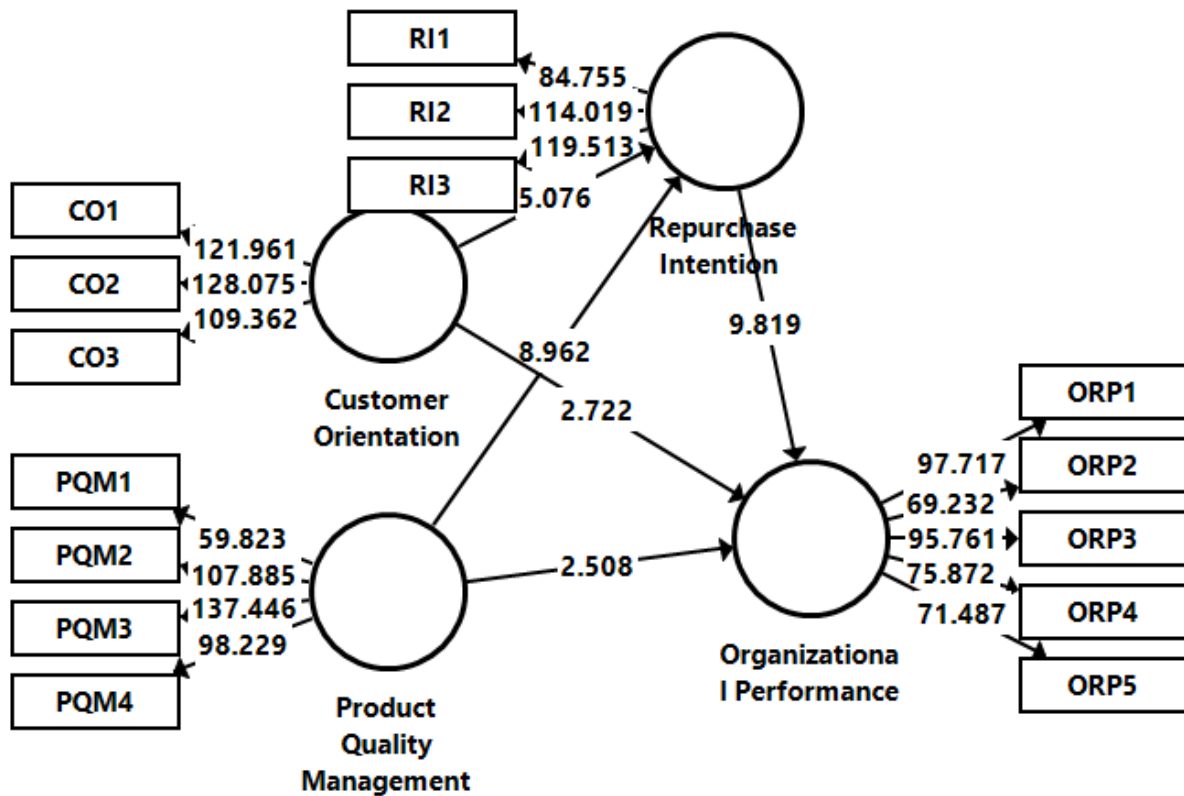 RI1
84.755
RI2
114.019
RI3
119.513
5.076
Repurchase
Intention
CO1
121.961
CO2
128.075
CO3
109.362
Customer
Orientation
8.962
2.722
9.819
PQM1
59.823
PQM2
107.885
PQM3
137.446
PQM4
98.229
Product
Quality
Management
2.508
Organizationa
l Performance
ORP1
97.717
ORP2
69.232
ORP3
95.761
ORP4
75.872
ORP5
71.487